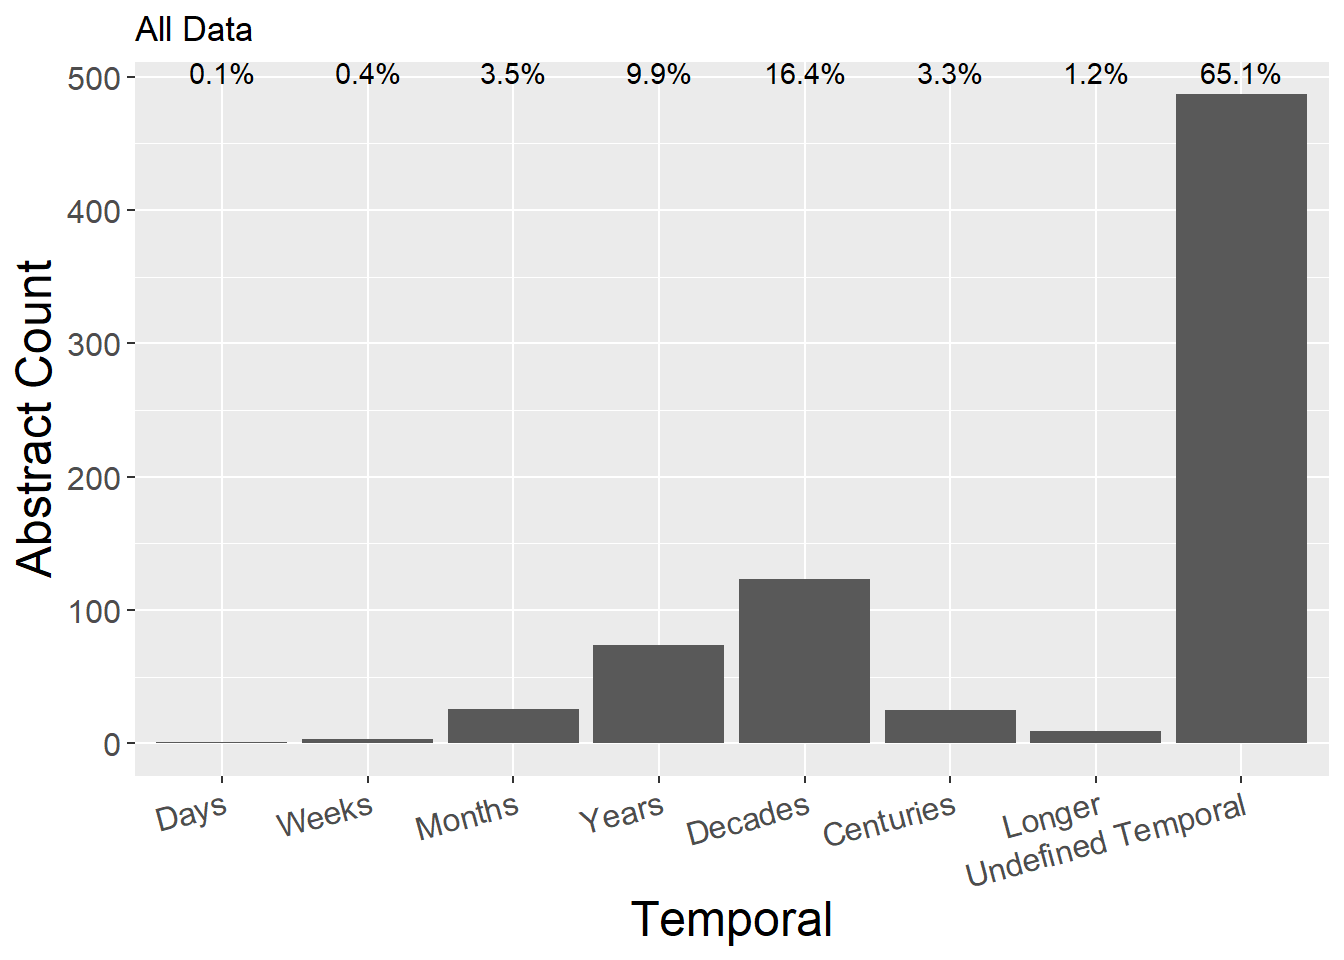 All Data
0.1% 0.4% 3.5% 9.9% 16.4% 3.3% 1.2% 65.1%
500
400
300
200
100
0
Abstract Count
Days Weeks Months Years Decades Centuries Longer Undefined Temporal
Temporal